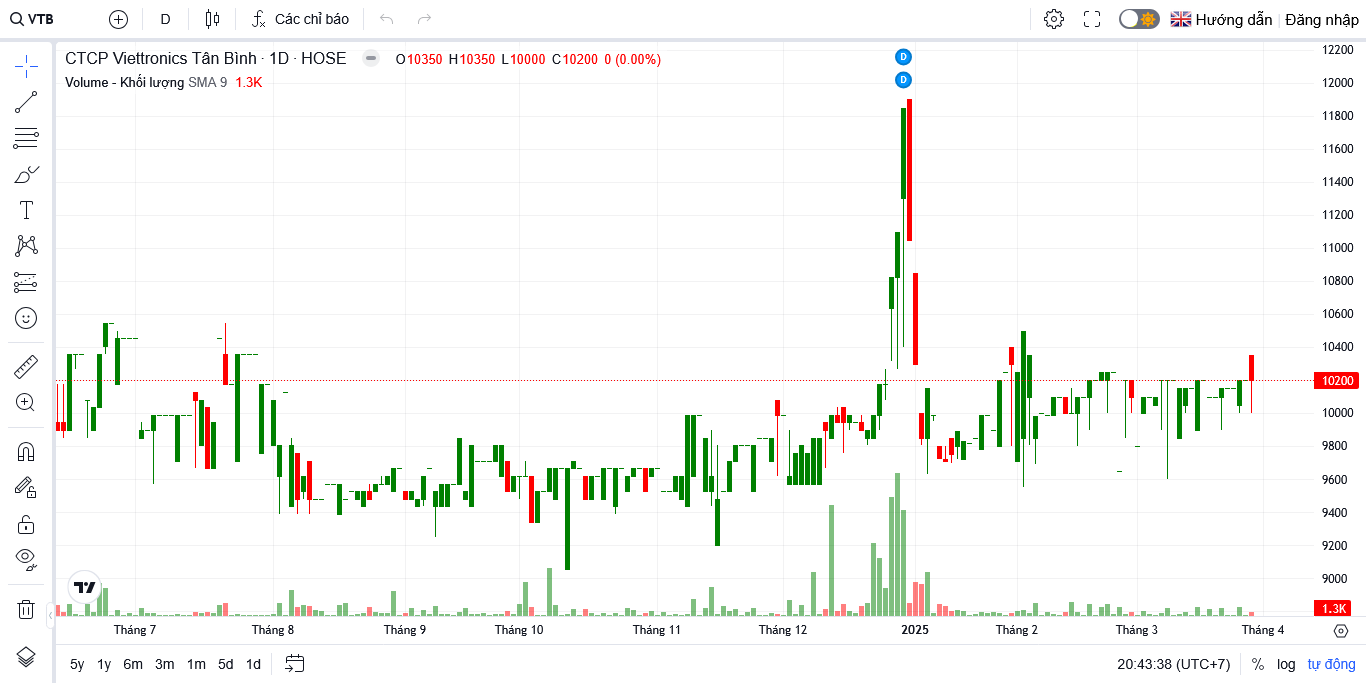 VTB D Các chỉ báo Hướng dẫn Đăng nhập
CTCP Viettronics Tân Bình · 1D · HOSE O10350 H10350 L10000 C10200 0 (0.00%)
Volume - Khối lượng SMA 9 1.3K
D
D
12200
12000
11800
11600
11400
11200
11000
10800
10600
10400
10200
10000
9800
9600
9400
9200
9000
1.3K
Tháng 7 Tháng 8 Tháng 9 Tháng 10 Tháng 11 Tháng 12 2025 Tháng 2 Tháng 3 Tháng 4
5y 1y 6m 3m 1m 5d 1d 20:43:38 (UTC+7) % log tự động